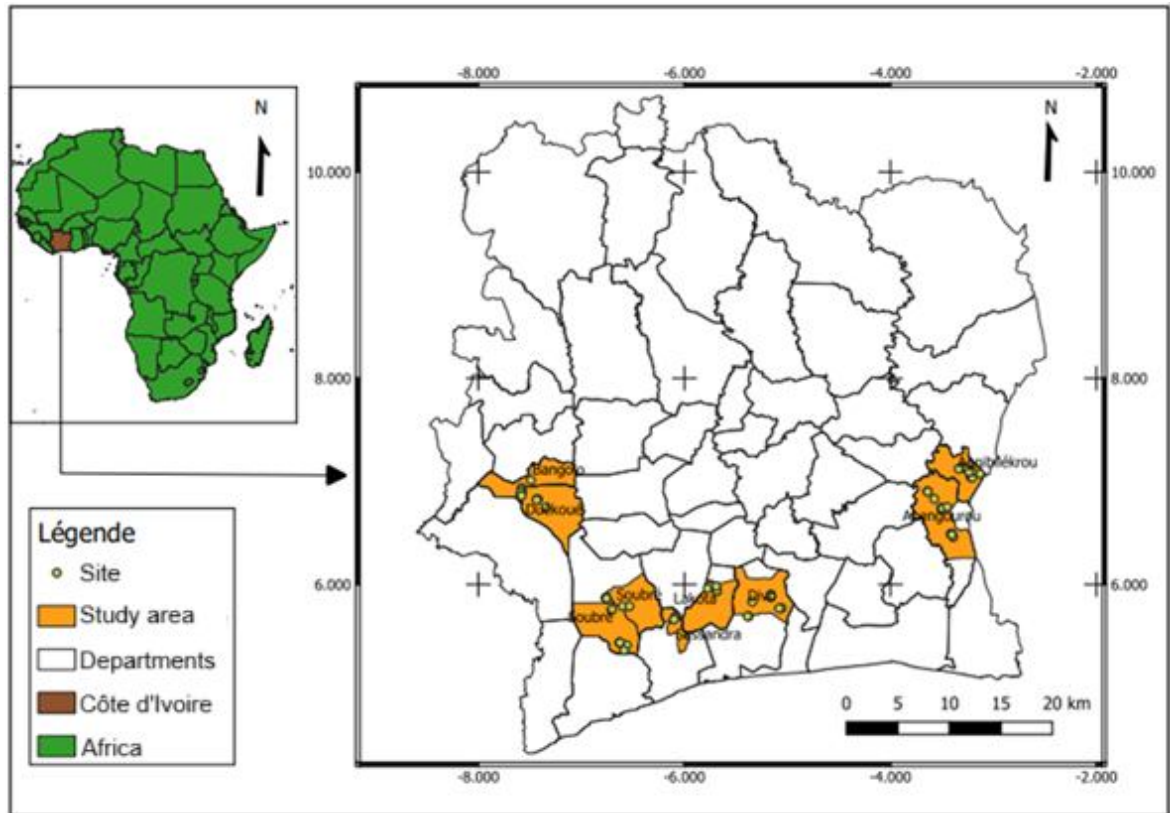 N
-8.000 -6.000 -4.000 -2.000
N
10.000 10.000
8.000 8.000
6.000 6.000
Bangolo
Duékoué
Agnibilékrou
Abengourou
Soubré
Soubré
Lakota
Divo
Sassandra
0 5 10 15 20 km
-8.000 -6.000 -4.000 -2.000
Légende
Site
Study area
Departments
Côte d'Ivoire
Africa